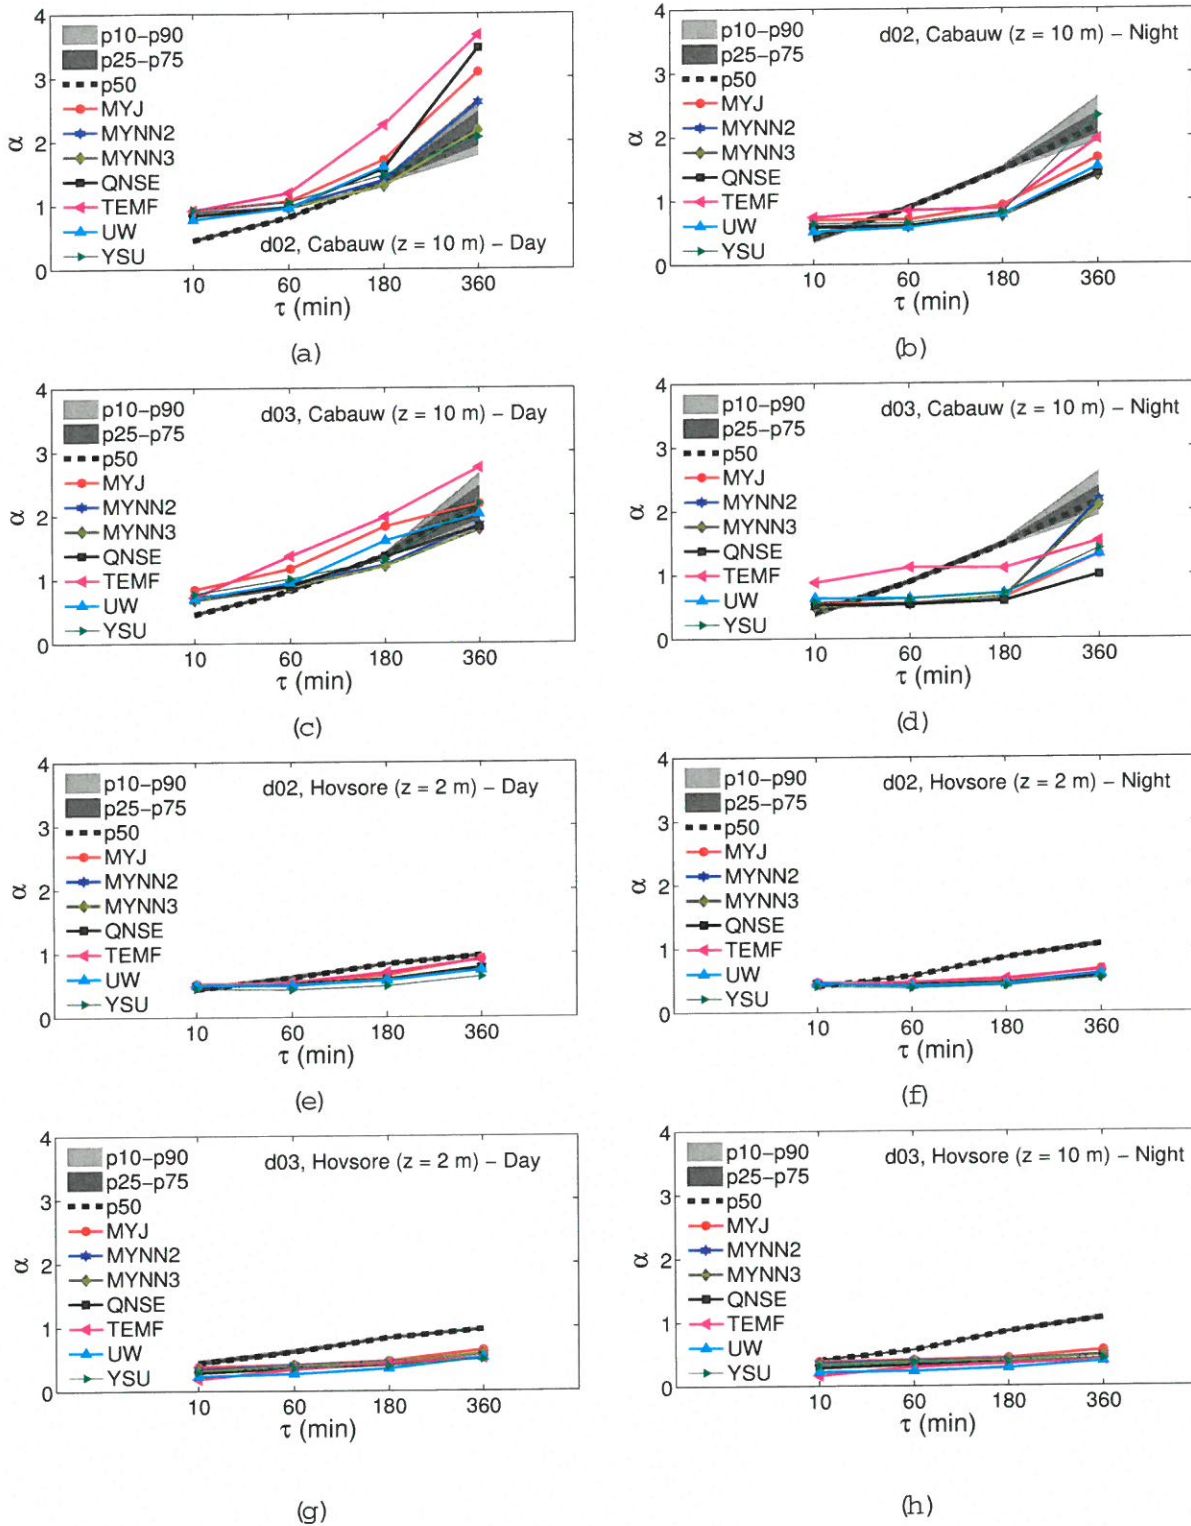 4
3
2
1
0
α
p10–p90
p25–p75
p50
MYJ
MYNN2
MYNN3
QNSE
TEMF
UW
YSU
d02, Cabauw (z = 10 m) – Day
10 60 180 360
τ (min)
(a)
4
3
2
1
0
α
p10–p90
p25–p75
p50
MYJ
MYNN2
MYNN3
QNSE
TEMF
UW
YSU
d02, Cabauw (z = 10 m) – Night
10 60 180 360
τ (min)
(b)
4
3
2
1
0
α
p10–p90
p25–p75
p50
MYJ
MYNN2
MYNN3
QNSE
TEMF
UW
YSU
d03, Cabauw (z = 10 m) – Day
10 60 180 360
τ (min)
(c)
4
3
2
1
0
α
p10–p90
p25–p75
p50
MYJ
MYNN2
MYNN3
QNSE
TEMF
UW
YSU
d03, Cabauw (z = 10 m) – Night
10 60 180 360
τ (min)
(d)
4
3
2
1
0
α
p10–p90
p25–p75
p50
MYJ
MYNN2
MYNN3
QNSE
TEMF
UW
YSU
d02, Hovsore (z = 2 m) – Day
10 60 180 360
τ (min)
(e)
4
3
2
1
0
α
p10–p90
p25–p75
p50
MYJ
MYNN2
MYNN3
QNSE
TEMF
UW
YSU
d02, Hovsore (z = 2 m) – Night
10 60 180 360
τ (min)
(f)
4
3
2
1
0
α
p10–p90
p25–p75
p50
MYJ
MYNN2
MYNN3
QNSE
TEMF
UW
YSU
d03, Hovsore (z = 2 m) – Day
10 60 180 360
τ (min)
(g)
4
3
2
1
0
α
p10–p90
p25–p75
p50
MYJ
MYNN2
MYNN3
QNSE
TEMF
UW
YSU
d03, Hovsore (z = 10 m) – Night
10 60 180 360
τ (min)
(h)